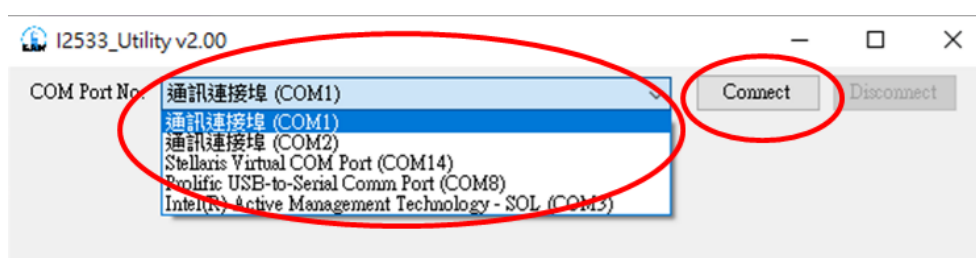 I2533_Utility v2.00
COM Port No. 通訊連接埠 (COM1) Connect Disconnect
通訊連接埠 (COM1)
通訊連接埠 (COM2)
Stellaris Virtual COM Port (COM14)
Prolific USB-to-Serial Comm Port (COM8)
Intel(R) Active Management Technology - SOL (COM3)